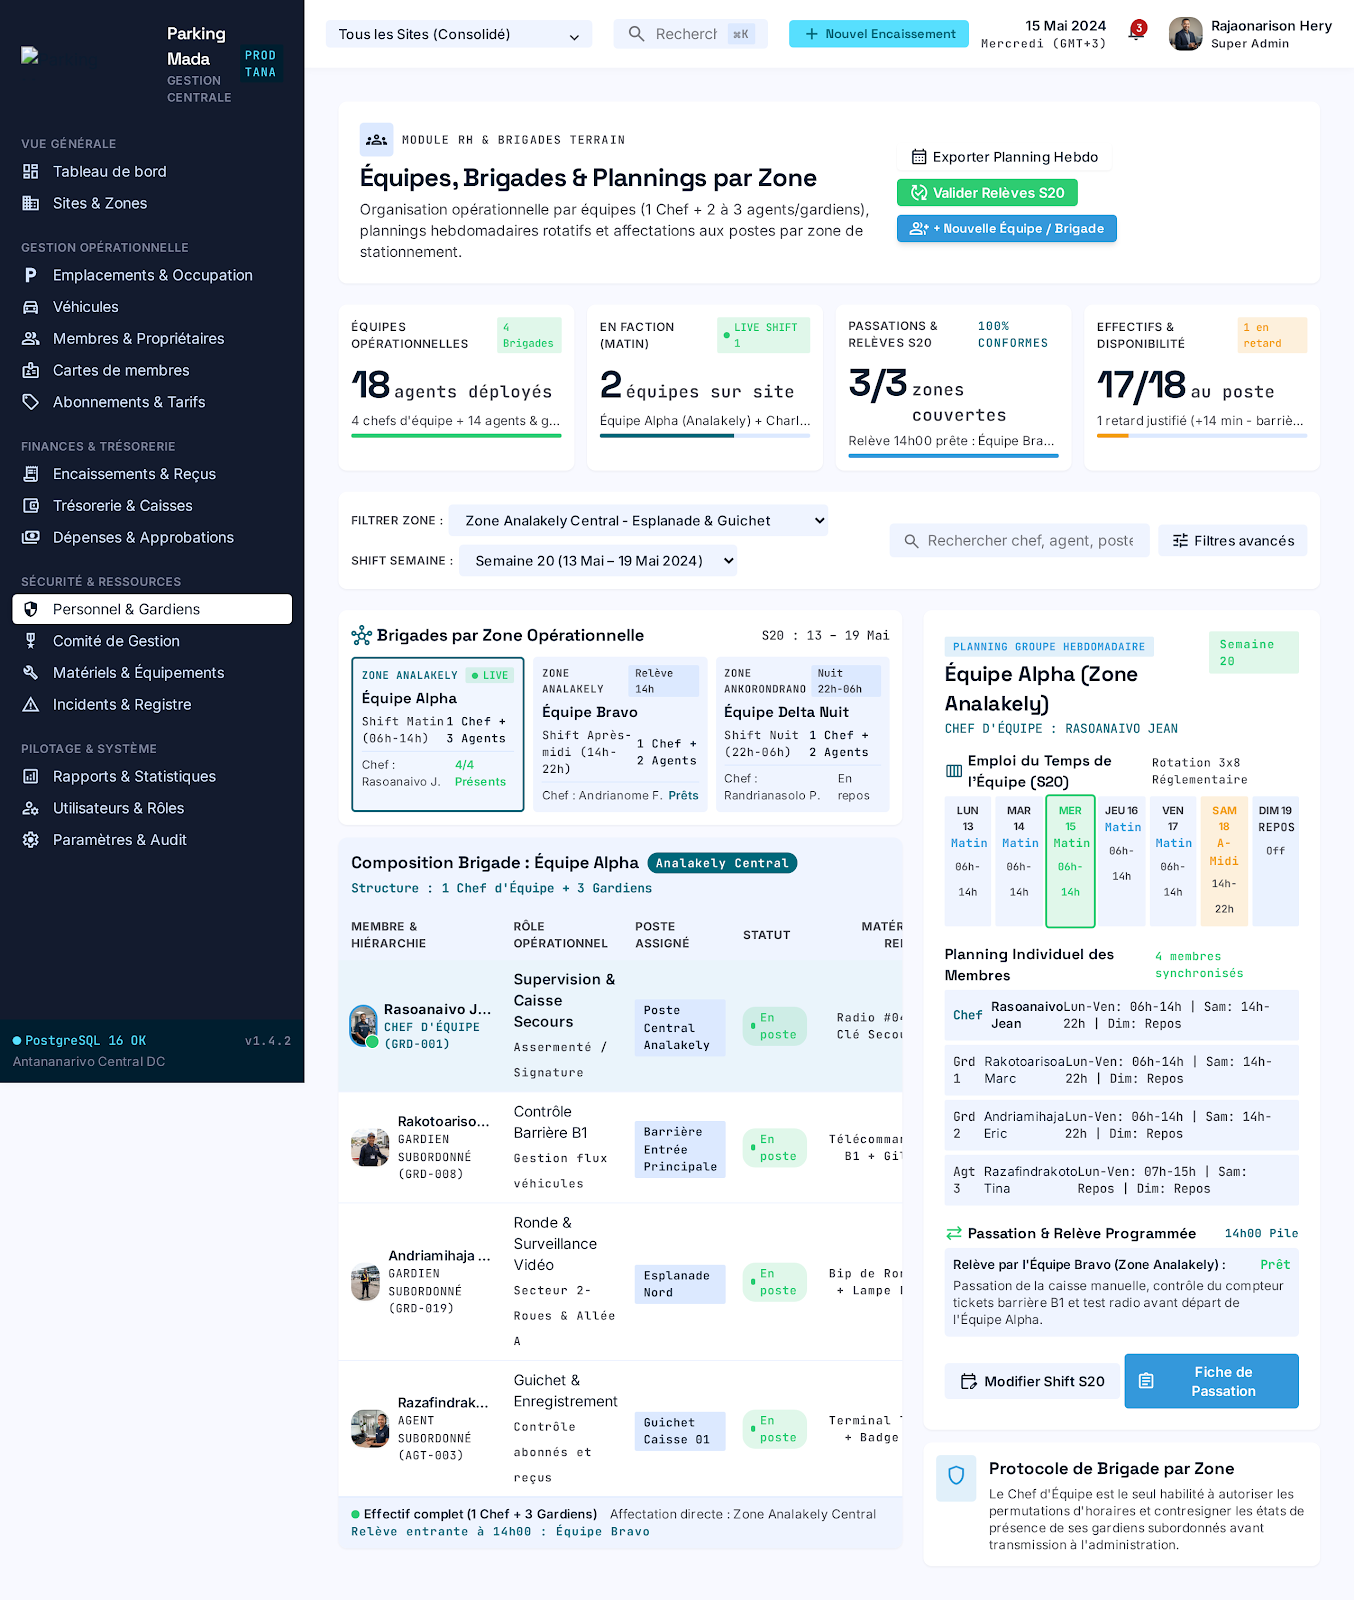 Parking
Mada
GESTION
CENTRALE
PROD
TANA
VUE GÉNÉRALE
Tableau de bord
Sites & Zones
GESTION OPÉRATIONNELLE
Emplacements & Occupation
Véhicules
Membres & Propriétaires
Cartes de membres
Abonnements & Tarifs
FINANCES & TRÉSORERIE
Encaissements & Reçus
Trésorerie & Caisses
Dépenses & Approbations
SÉCURITÉ & RESSOURCES
Personnel & Gardiens
Comité de Gestion
Matériels & Équipements
Incidents & Registre
PILOTAGE & SYSTÈME
Rapports & Statistiques
Utilisateurs & Rôles
Paramètres & Audit
PostgreSQL 16 OK
v1.4.2
Antananarivo Central DC
Tous les Sites (Consolidé)
Recherch
⌘K
Nouvel Encaissement
15 Mai 2024
Mercredi (GMT+3)
3
Rajaonarison Hery
Super Admin
MODULE RH & BRIGADES TERRAIN
Équipes, Brigades & Plannings par Zone
Organisation opérationnelle par équipes (1 Chef + 2 à 3 agents/gardiens),
plannings hebdomadaires rotatifs et affectations aux postes par zone de
stationnement.
Exporter Planning Hebdo
Valider Relèves S20
+ Nouvelle Équipe / Brigade
ÉQUIPES
OPÉRATIONNELLES
4
Brigades
18 agents déployés
4 chefs d'équipe + 14 agents & g...
EN FACTION
(MATIN)
LIVE SHIFT
1
2 équipes sur site
Équipe Alpha (Analakely) + Charl...
PASSATIONS &
RELÈVES S20
100%
CONFORMES
3/3 zones
couvertes
Relève 14h00 prête : Équipe Bra...
EFFECTIFS &
DISPONIBILITÉ
1 en
retard
17/18 au poste
1 retard justifié (+14 min - barriè...
FILTRER ZONE :
Zone Analakely Central - Esplanade & Guichet
SHIFT SEMAINE :
Semaine 20 (13 Mai – 19 Mai 2024)
Rechercher chef, agent, poste
Filtres avancés
Brigades par Zone Opérationnelle
S20 : 13 – 19 Mai
ZONE ANALAKELY
LIVE
Équipe Alpha
Shift Matin
(06h-14h)
1 Chef +
3 Agents
Chef :
Rasoanaivo J.
4/4
Présents
ZONE
ANALAKELY
Relève
14h
Équipe Bravo
Shift Après-
midi (14h-
22h)
1 Chef +
2 Agents
Chef : Andrianome F.
Prêts
ZONE
ANKORONDRANO
Nuit
22h-06h
Équipe Delta Nuit
Shift Nuit
(22h-06h)
1 Chef +
2 Agents
Chef :
Randrianasolo P.
En
repos
Composition Brigade : Équipe Alpha
Analakely Central
Structure : 1 Chef d'Équipe + 3 Gardiens
MEMBRE &
HIÉRARCHIE
RÔLE
OPÉRATIONNEL
POSTE
ASSIGNÉ
STATUT
MATÉR
REI
Rasoanaivo J...
CHEF D'ÉQUIPE
(GRD-001)
Supervision &
Caisse
Secours
Assermenté /
Signature
Poste
Central
Analakely
En
poste
Radio #04
Clé Secou
Rakotoariso...
GARDIEN
SUBORDONNÉ
(GRD-008)
Contrôle
Barrière B1
Gestion flux
véhicules
Barrière
Entrée
Principale
En
poste
Télécomman
B1 + Gil
Andriamihaja ...
GARDIEN
SUBORDONNÉ
(GRD-019)
Ronde &
Surveillance
Vidéo
Secteur 2-
Roues & Allée
A
Esplanade
Nord
En
poste
Bip de Ron
+ Lampe
Razafindrak...
AGENT
SUBORDONNÉ
(AGT-003)
Guichet &
Enregistrement
Contrôle
abonnés et
reçus
Guichet
Caisse 01
En
poste
Terminal
+ Badge
Effectif complet (1 Chef + 3 Gardiens)
Affectation directe : Zone Analakely Central
Relève entrante à 14h00 : Équipe Bravo
PLANNING GROUPE HEBDOMADAIRE
Semaine
20
Équipe Alpha (Zone
Analakely)
CHEF D'ÉQUIPE : RASOANAIVO JEAN
Emploi du Temps de
l'Équipe (S20)
Rotation 3x8
Réglementaire
LUN
13
Matin
06h-
14h
MAR
14
Matin
06h-
14h
MER
15
Matin
06h-
14h
JEU 16
Matin
06h-
14h
VEN
17
Matin
06h-
14h
SAM
18
A-
Midi
14h-
22h
DIM 19
REPOS
Off
Planning Individuel des
Membres
4 membres
synchronisés
Chef
Rasoanaivo
Jean
Lun-Ven: 06h-14h | Sam: 14h-
22h | Dim: Repos
Grd
1
Rakotoarisoa
Marc
Lun-Ven: 06h-14h | Sam: 14h-
22h | Dim: Repos
Grd
2
Andriamihaja
Eric
Lun-Ven: 06h-14h | Sam: 14h-
22h | Dim: Repos
Agt
3
Razafindrakoto
Tina
Lun-Ven: 07h-15h | Sam:
Repos | Dim: Repos
Passation & Relève Programmée
14h00 Pile
Relève par l'Équipe Bravo (Zone Analakely) :
Prêt
Passation de la caisse manuelle, contrôle du compteur
tickets barrière B1 et test radio avant départ de
l'Équipe Alpha.
Modifier Shift S20
Fiche de
Passation
Protocole de Brigade par Zone
Le Chef d'Équipe est le seul habilité à autoriser les
permutations d'horaires et contresigner les états de
présence de ses gardiens subordonnés avant
transmission à l'administration.